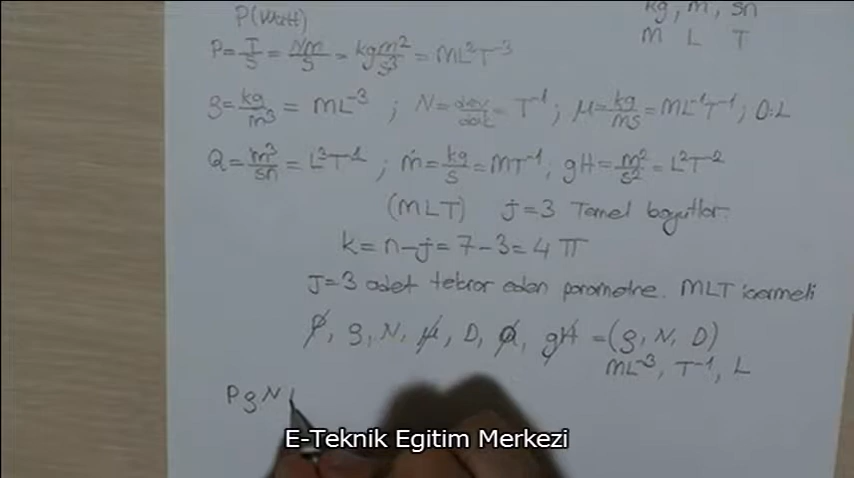 P(Watt) kg, m, sn
P=J/S=Nm/S=kgm²/s³=ML²T⁻³ M L T
ρ=kg/m³=ML⁻³ ; N=dev/dak=T⁻¹; μ=kg/ms=ML⁻¹T⁻¹; D:L
Q=m³/sn=L³T⁻¹ ; ṁ=kg/s=MT⁻¹; gH=m²/s²=L²T⁻²
(MLT) j=3 Temel boyutlar.
k=n-j=7-3=4 π
J=3 adet tekrar eden parametre. MLT icermeli
P, ρ, N, μ, D, Q, gH =(ρ, N, D)
ML⁻³, T⁻¹, L
PρN
E-Teknik Egitim Merkezi